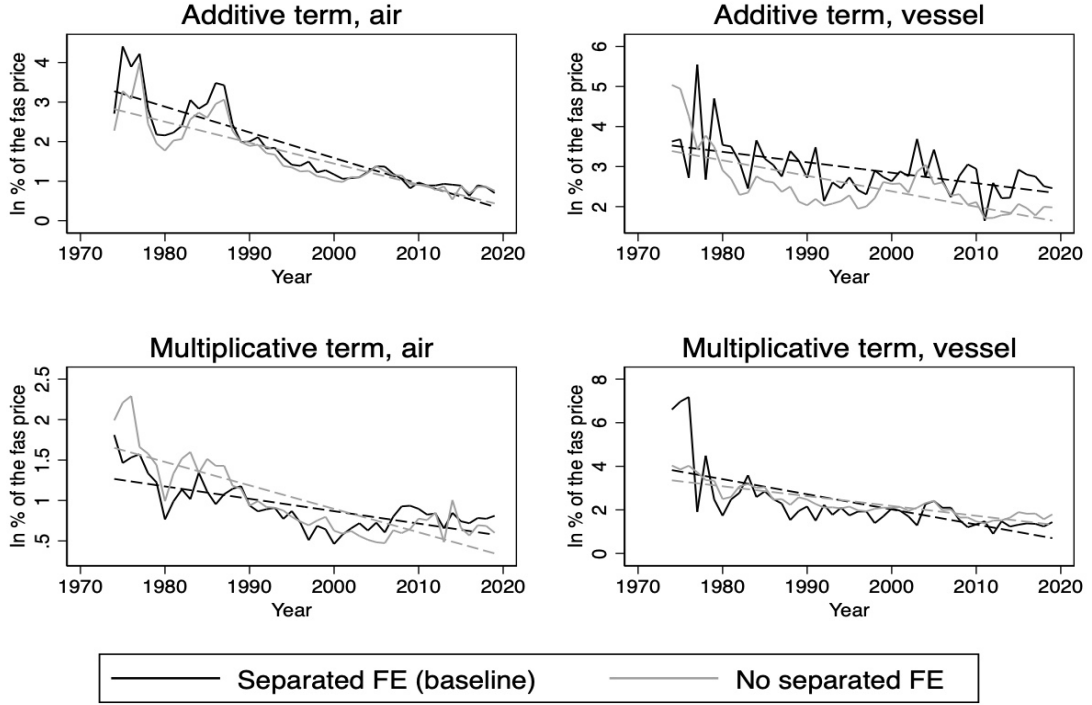 Additive term, air
In % of the fas price
4
3
2
1
0
1970 1980 1990 2000 2010 2020
Year
Additive term, vessel
In % of the fas price
6
5
4
3
2
1970 1980 1990 2000 2010 2020
Year
Multiplicative term, air
In % of the fas price
2.5
2
1.5
1
.5
1970 1980 1990 2000 2010 2020
Year
Multiplicative term, vessel
In % of the fas price
8
6
4
2
0
1970 1980 1990 2000 2010 2020
Year
Separated FE (baseline) No separated FE